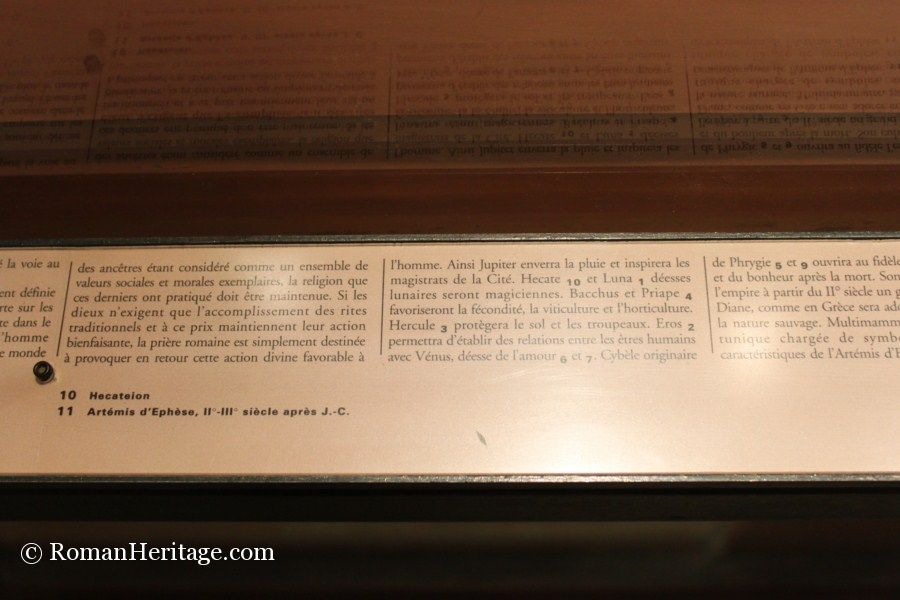 é la voie au
ent définie
rte sur les
te dans le
l'homme
e monde
des ancêtres étant considéré comme un ensemble de
valeurs sociales et morales exemplaires, la religion que
ces derniers ont pratiqué doit être maintenue. Si les
dieux n'exigent que l'accomplissement des rites
traditionnels et à ce prix maintiennent leur action
bienfaisante, la prière romaine est simplement destinée
à provoquer en retour cette action divine favorable à
l'homme. Ainsi Jupiter enverra la pluie et inspirera les
magistrats de la Cité. Hecate 10 et Luna 1 déesses
lunaires seront magiciennes. Bacchus et Priape 4
favoriseront la fécondité, la viticulture et l'horticulture.
Hercule 3 protègera le sol et les troupeaux. Eros 2
permettra d'établir des relations entre les êtres humains
avec Vénus, déesse de l'amour 6 et 7. Cybèle originaire
de Phrygie 5 et 9 ouvrira au fidèle
et du bonheur après la mort. Son
l'empire à partir du II° siècle un g
Diane, comme en Grèce sera ado
la nature sauvage. Multimamm
tunique chargée de symbo
caractéristiques de l'Artémis d'E
10 Hecateion
11 Artémis d'Ephèse, II°-III° siècle après J.-C.
© RomanHeritage.com